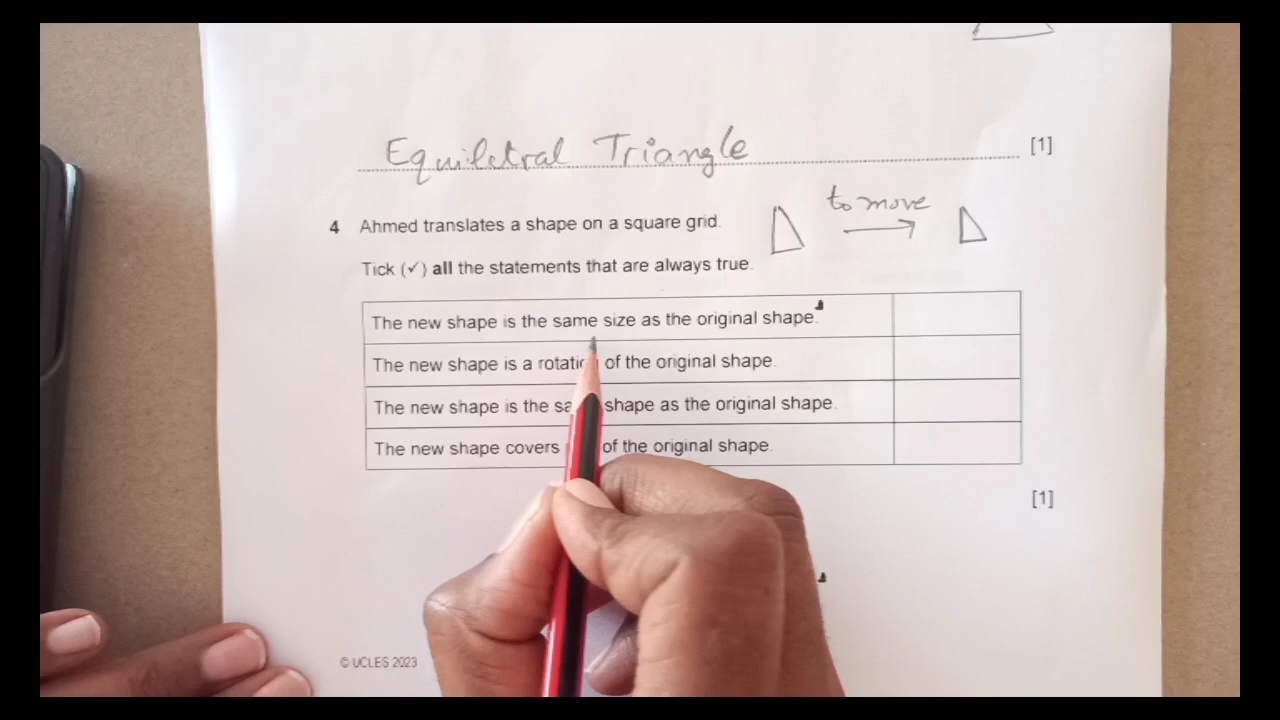 Equiletral Triangle
[1]
4 Ahmed translates a shape on a square grid.
to move
Tick (✓) all the statements that are always true.
The new shape is the same size as the original shape.
The new shape is a rotation of the original shape.
The new shape is the shape as the original shape.
The new shape covers of the original shape.
[1]
© UCLES 2023